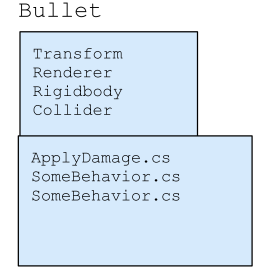 Bullet
Transform
Renderer
Rigidbody
Collider
ApplyDamage.cs
SomeBehavior.cs
SomeBehavior.cs